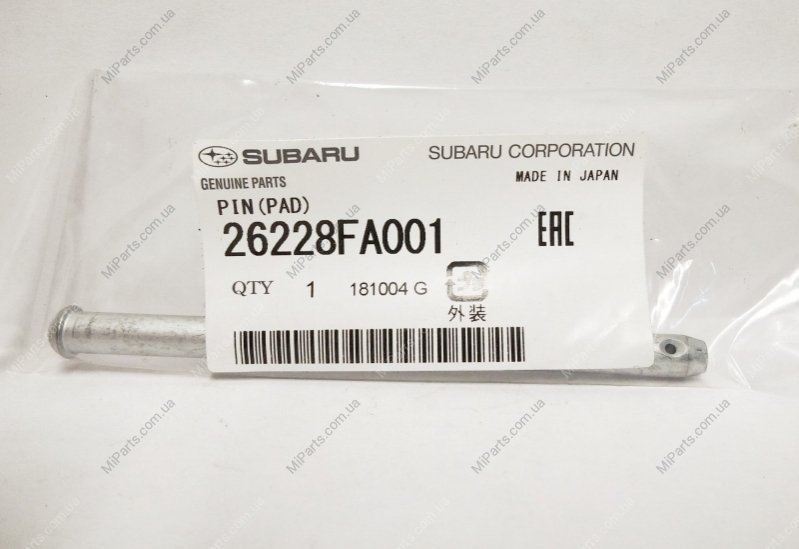 SUBARU SUBARU CORPORATION
GENUINE PARTS MADE IN JAPAN
PIN(PAD)
26228FA001 EAC
QTY 1 181004 G
外装
MiParts.com.ua